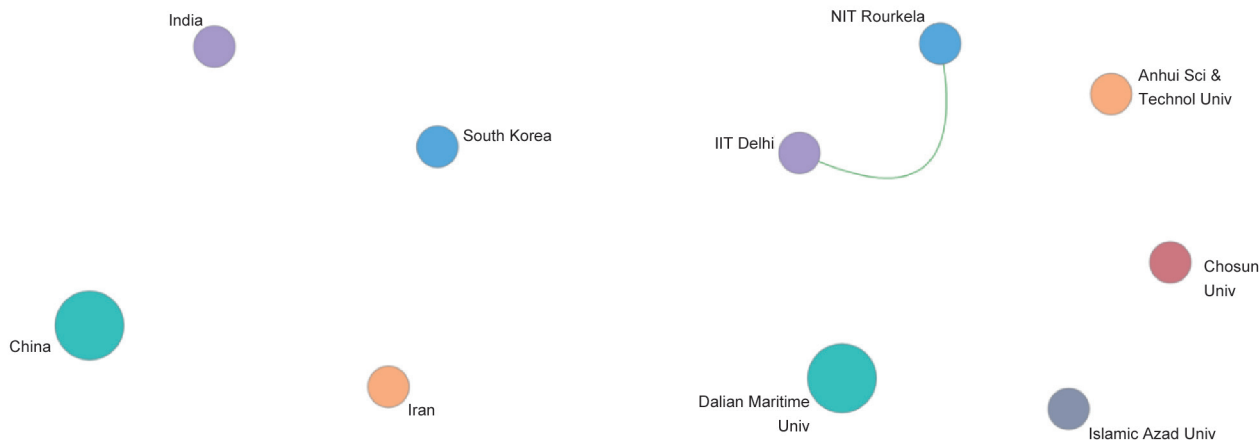 India
South Korea
China
Iran
NIT Rourkela
Anhui Sci &
Technol Univ
IIT Delhi
Chosun
Univ
Dalian Maritime
Univ
Islamic Azad Univ